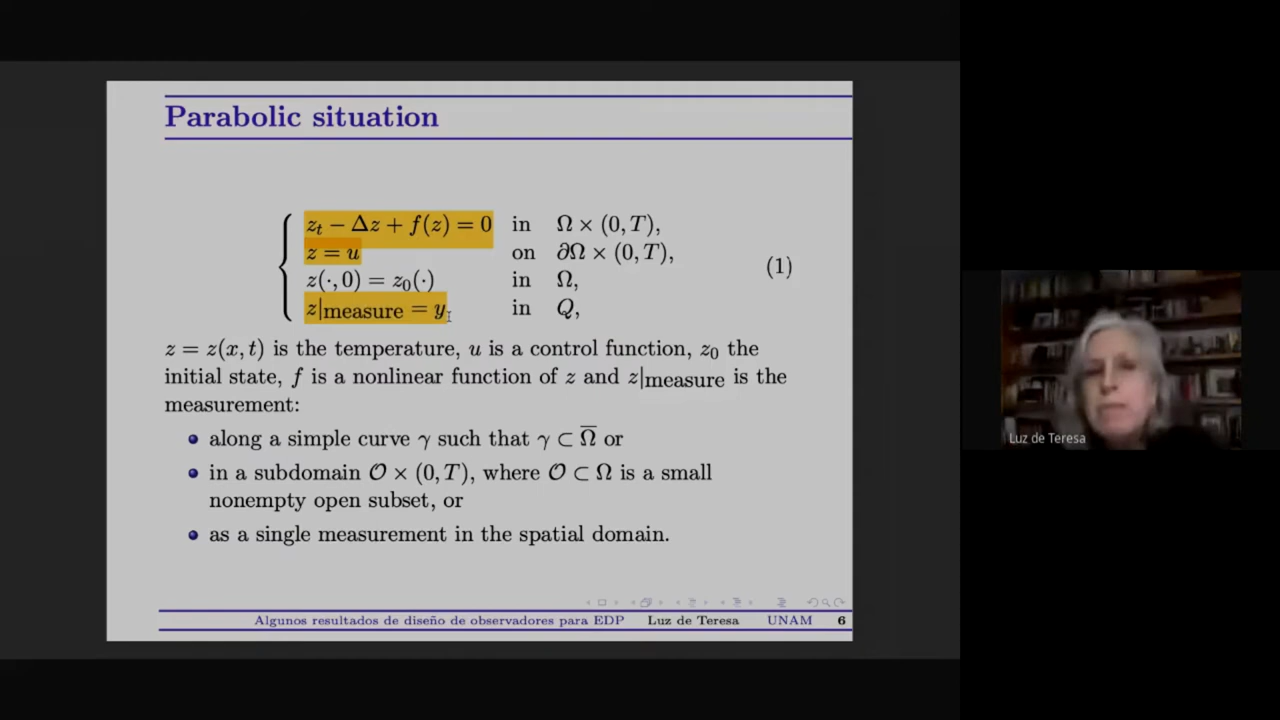 Parabolic situation
z_t − Δz + f(z) = 0 in Ω × (0, T),
z = u on ∂Ω × (0, T),
z(·, 0) = z_0(·) in Ω,
z|measure = y in Q,
(1)
z = z(x, t) is the temperature, u is a control function, z_0 the
initial state, f is a nonlinear function of z and z|measure is the
measurement:
• along a simple curve γ such that γ ⊂ Ω̅ or
• in a subdomain 𝒪 × (0, T), where 𝒪 ⊂ Ω is a small
nonempty open subset, or
• as a single measurement in the spatial domain.
Algunos resultados de diseño de observadores para EDP Luz de Teresa UNAM 6
Luz de Teresa